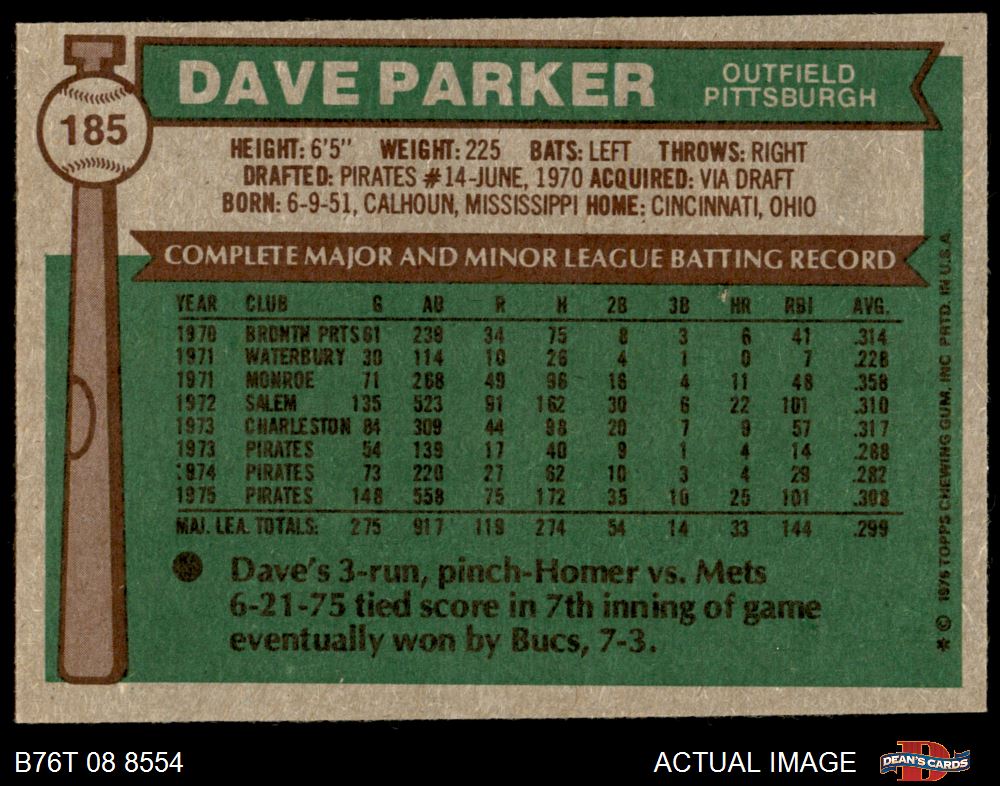 DAVE PARKER
OUTFIELD
PITTSBURGH
185
HEIGHT: 6'5" WEIGHT: 225 BATS: LEFT THROWS: RIGHT
DRAFTED: PIRATES #14-JUNE, 1970 ACQUIRED: VIA DRAFT
BORN: 6-9-51, CALHOUN, MISSISSIPPI HOME: CINCINNATI, OHIO
COMPLETE MAJOR AND MINOR LEAGUE BATTING RECORD
YEAR CLUB G AB R H 2B 3B HR RBI AVG.
1970 BRDNTN PRTS 61 238 34 75 8 3 6 41 .314
1971 WATERBURY 30 114 10 26 4 1 0 7 .228
1971 MONROE 71 268 49 96 16 4 11 48 .358
1972 SALEM 135 523 91 162 30 6 22 101 .310
1973 CHARLESTON 84 309 44 98 20 7 9 57 .317
1973 PIRATES 54 139 17 40 9 1 4 14 .288
1974 PIRATES 73 220 27 62 10 3 4 29 .282
1975 PIRATES 148 558 75 172 35 10 25 101 .308
MAJ. LEA. TOTALS: 275 917 119 274 54 14 33 144 .299
Dave's 3-run, pinch-Homer vs. Mets
6-21-75 tied score in 7th inning of game
eventually won by Bucs, 7-3.
* © 1976 TOPPS CHEWING GUM, INC. PRTD. IN U.S.A.
B76T 08 8554
ACTUAL IMAGE
D
DEAN'S CARDS